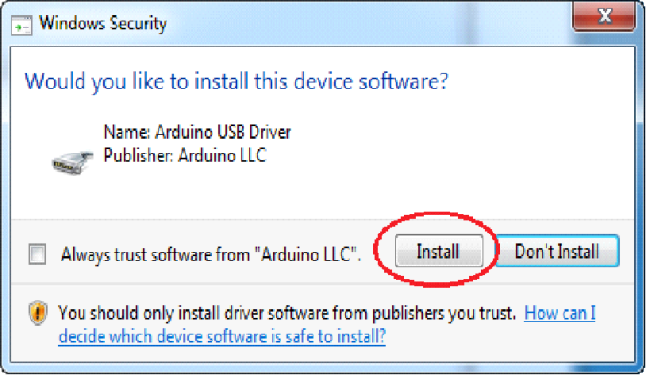 Windows Security
Would you like to install this device software?
Name: Arduino USB Driver
Publisher: Arduino LLC
Always trust software from "Arduino LLC".
Install
Don't Install
You should only install driver software from publishers you trust. How can I
decide which device software is safe to install?